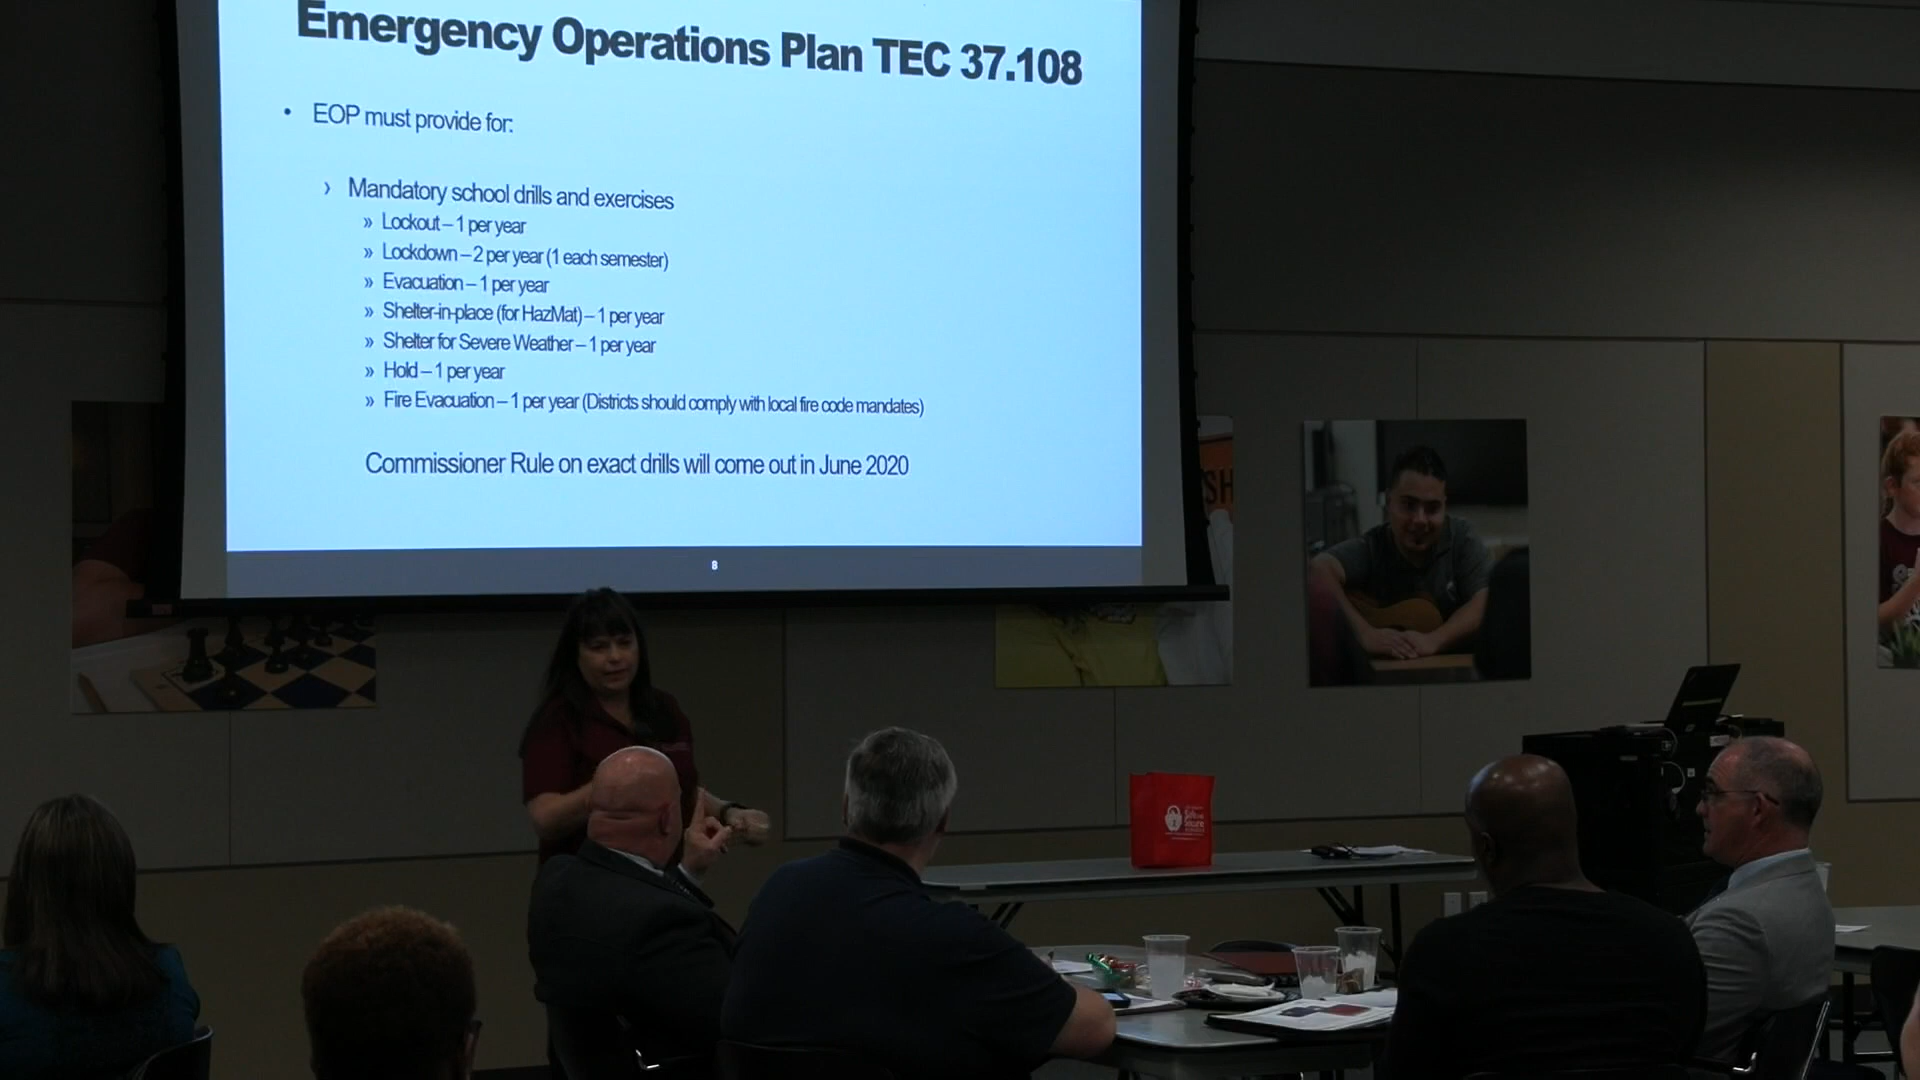 Emergency Operations Plan TEC 37.108
• EOP must provide for:
› Mandatory school drills and exercises
» Lockout – 1 per year
» Lockdown – 2 per year (1 each semester)
» Evacuation – 1 per year
» Shelter-in-place (for HazMat) – 1 per year
» Shelter for Severe Weather – 1 per year
» Hold – 1 per year
» Fire Evacuation – 1 per year (Districts should comply with local fire code mandates)
Commissioner Rule on exact drills will come out in June 2020
8
SH
Safe
Secure